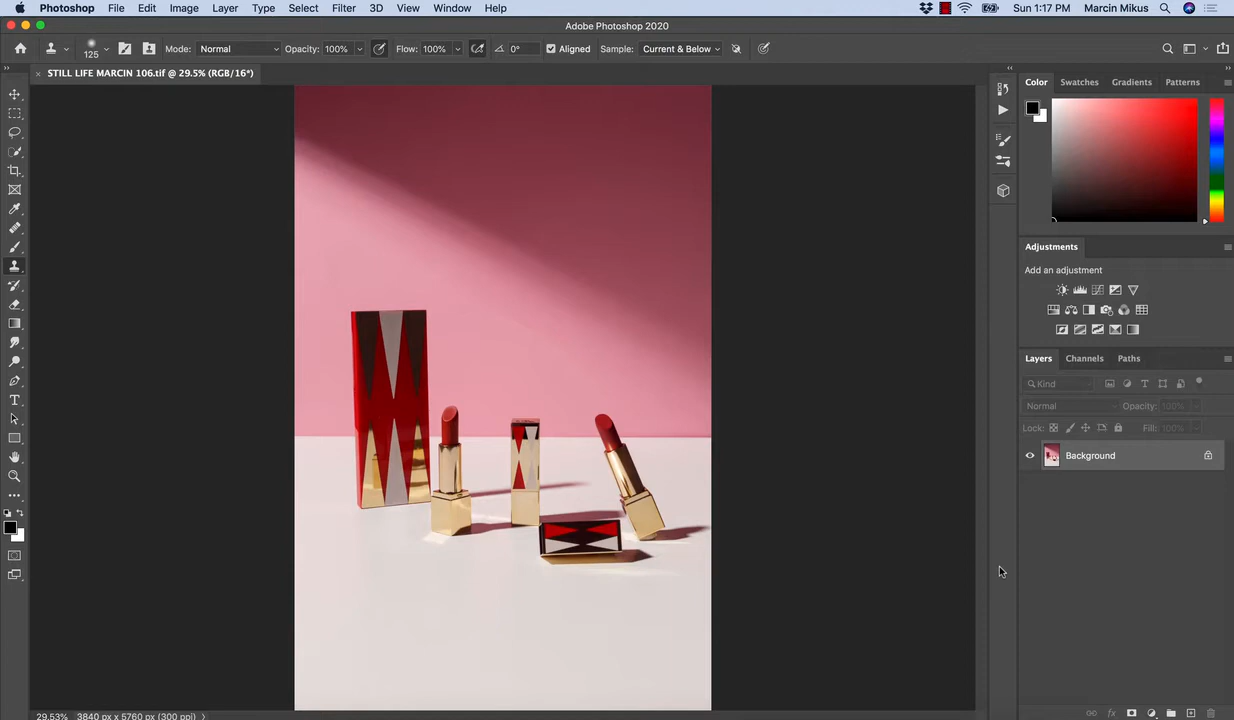 Photoshop File Edit Image Layer Type Select Filter 3D View Window Help Sun 1:17 PM Marcin Mikus
Adobe Photoshop 2020
125 Mode: Normal Opacity: 100% Flow: 100% 0° Aligned Sample: Current & Below
× STILL LIFE MARCIN 106.tif @ 29.5% (RGB/16*)
Color Swatches Gradients Patterns
Adjustments
Add an adjustment
Layers Channels Paths
Kind
Normal Opacity: 100%
Lock: Fill: 100%
Background
29.53% 3840 px x 5760 px (300 ppi)